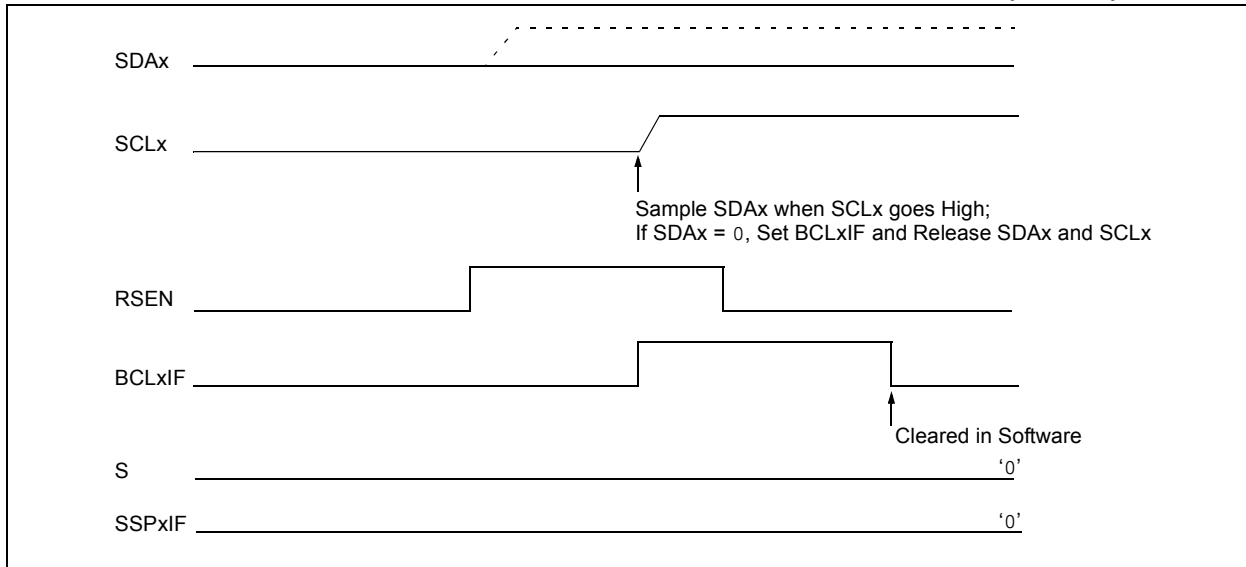 SDAx
SCLx
Sample SDAx when SCLx goes High;
If SDAx = 0, Set BCLxIF and Release SDAx and SCLx
RSEN
BCLxIF
Cleared in Software
S
‘0’
SSPxIF
‘0’